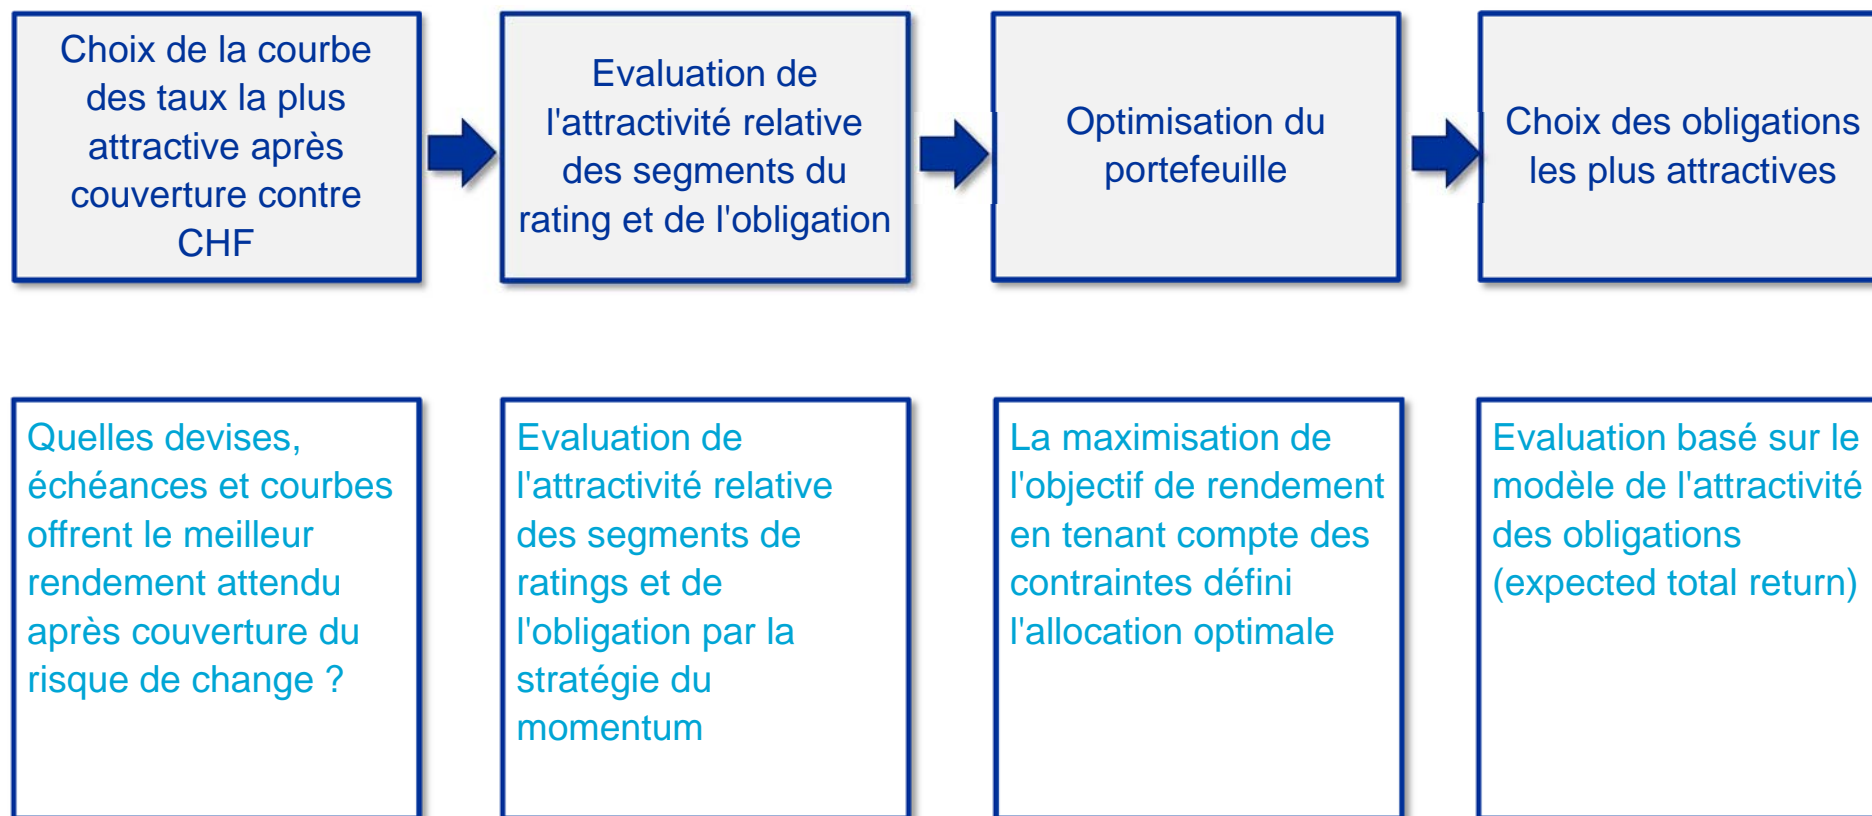 Choix de la courbe
des taux la plus
attractive après
couverture contre
CHF
Evaluation de
l'attractivité relative
des segments du
rating et de l'obligation
Optimisation du
portefeuille
Choix des obligations
les plus attractives
Quelles devises,
échéances et courbes
offrent le meilleur
rendement attendu
après couverture du
risque de change ?
Evaluation de
l'attractivité relative
des segments de
ratings et de
l'obligation par la
stratégie du
momentum
La maximisation de
l'objectif de rendement
en tenant compte des
contraintes défini
l'allocation optimale
Evaluation basé sur le
modèle de l'attractivité
des obligations
(expected total return)